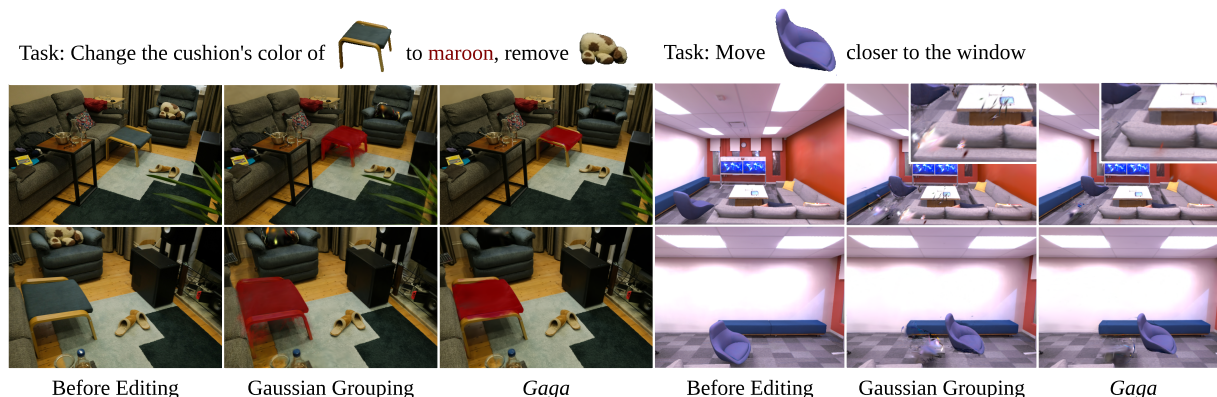 Task: Change the cushion's color of to maroon, remove
Task: Move closer to the window
Before Editing
Gaussian Grouping
Gaga
Before Editing
Gaussian Grouping
Gaga